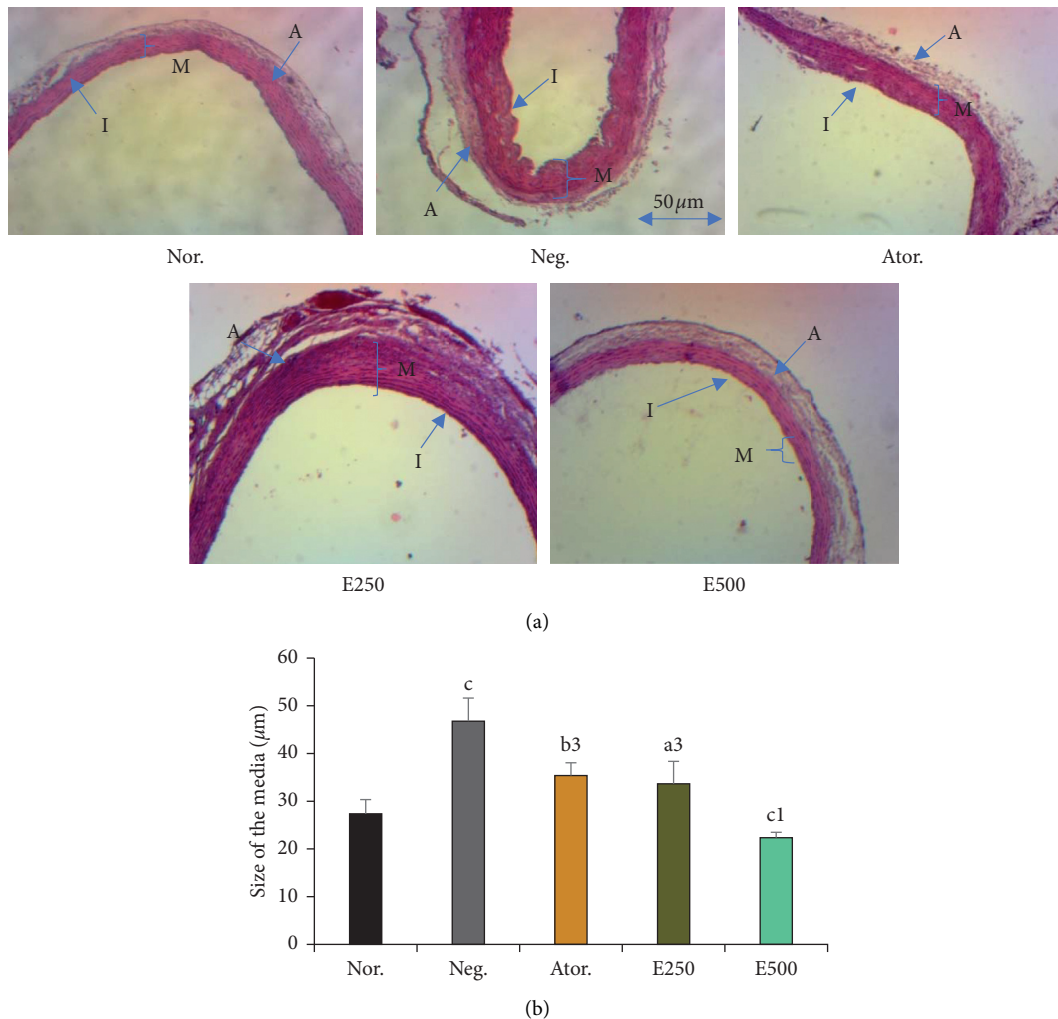 A
M
I
I
M
A
50 μm
A
M
I
Nor.
Neg.
Ator.
A
M
I
A
I
M
E250
E500
(a)
Size of the media (μm)
60
50
40
30
20
10
0
c
b3
a3
c1
Nor.
Neg.
Ator.
E250
E500
(b)